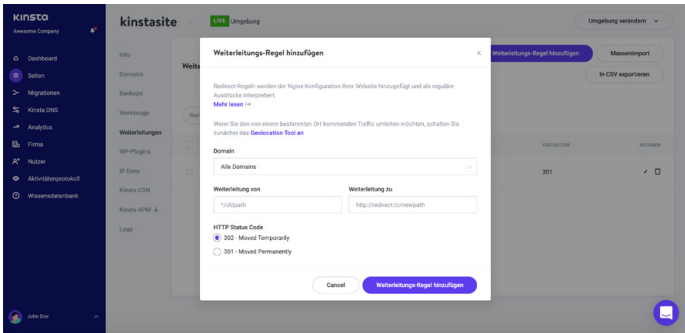 Kinsta
Awesome Company
Dashboard
Seiten
Migrationen
Kinsta DNS
Analytics
Firma
Nutzer
Aktivitätenprotokoll
Wissensdatenbank
John Doe
kinstasite
LIVE Umgebung
Umgebung verändern
Info
Domains
Backups
Werkzeuge
Weiterleitungen
WP-Plugins
IP Deny
Kinsta CDN
Kinsta APM
Logs
Weiterleitungs-Regel hinzufügen
Massenimport
In CSV exportieren
STATUS CODE
AKTIONEN
301
Weiterleitungs-Regel hinzufügen
Redirect-Regeln werden der Nginx-Konfiguration Ihrer Website hinzugefügt und als reguläre
Ausdrücke interpretiert.
Mehr lesen
Wenn Sie den von einem bestimmten Ort kommenden Traffic umleiten möchten, schalten Sie
zunächst das Geolocation Tool an
Domain
Alle Domains
Weiterleitung von
Weiterleitung zu
^/oldpath
http://redirect.to/newpath
HTTP Status Code
302 - Moved Temporarily
301 - Moved Permanently
Cancel
Weiterleitungs-Regel hinzufügen